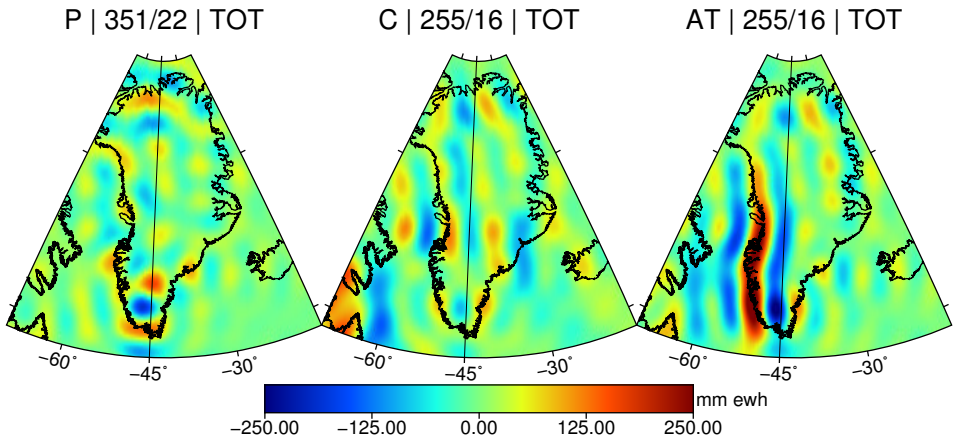 P | 351/22 | TOT
C | 255/16 | TOT
AT | 255/16 | TOT
−60˚
−45˚
−30˚
−60˚
−45˚
−30˚
−60˚
−45˚
−30˚
mm ewh
−250.00 −125.00 0.00 125.00 250.00